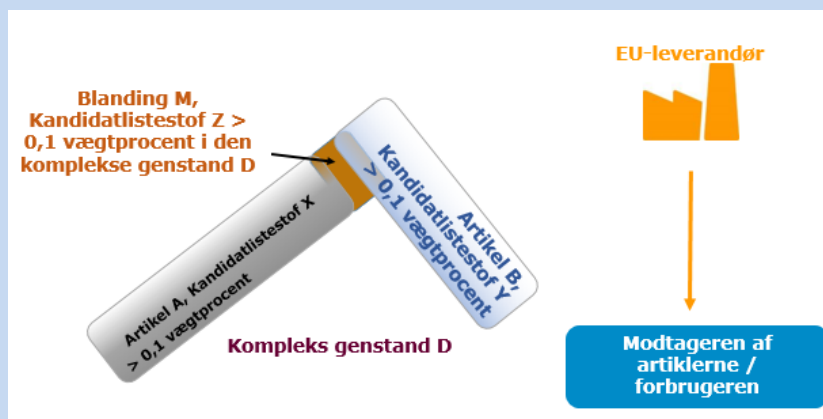 Blanding M,
Kandidatlistestof Z >
0,1 vægtprocent i den
komplekse genstand D
Artikel A, Kandidatlistestof X
> 0,1 vægtprocent
Artikel B,
Kandidatlistestof Y
> 0,1 vægtprocent
Kompleks genstand D
EU-leverandør
Modtageren af
artiklerne /
forbrugeren